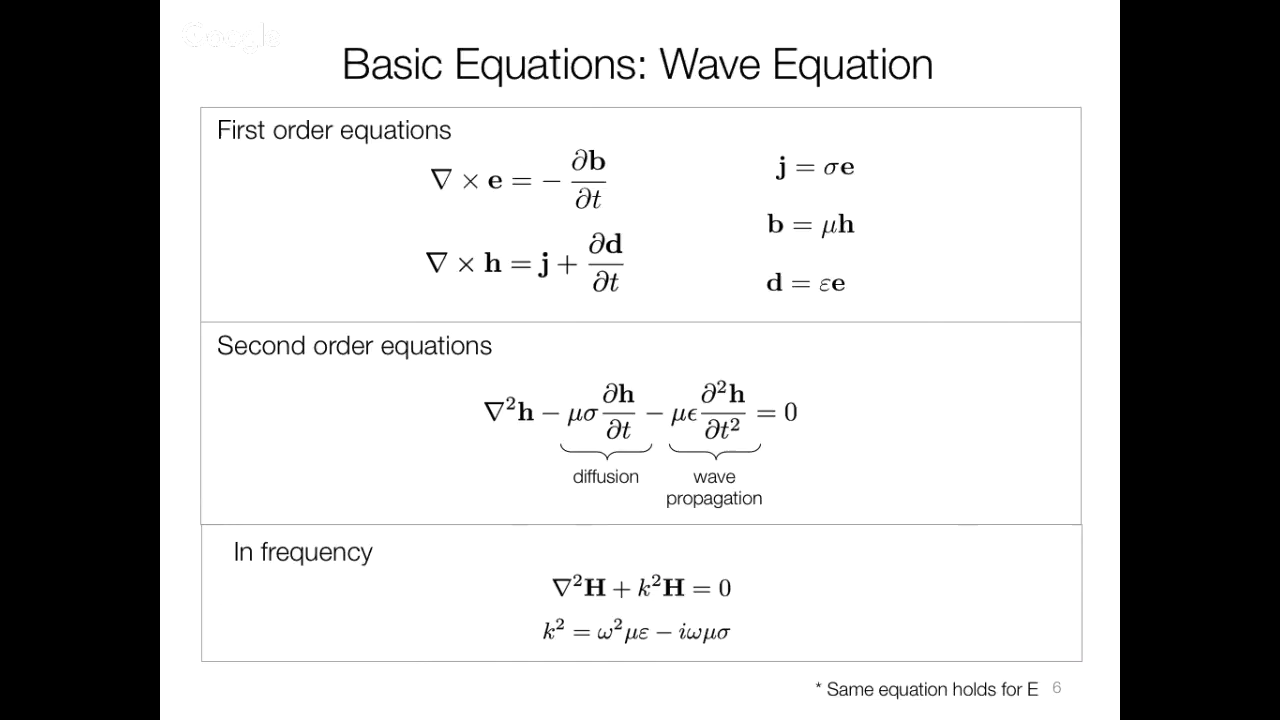 Google
Basic Equations: Wave Equation
First order equations
∇ × e = − ∂b/∂t
j = σe
b = μh
∇ × h = j + ∂d/∂t
d = εe
Second order equations
∇²h − μσ ∂h/∂t − μϵ ∂²h/∂t² = 0
diffusion
wave
propagation
In frequency
∇²H + k²H = 0
k² = ω²με − iωμσ
* Same equation holds for E
6